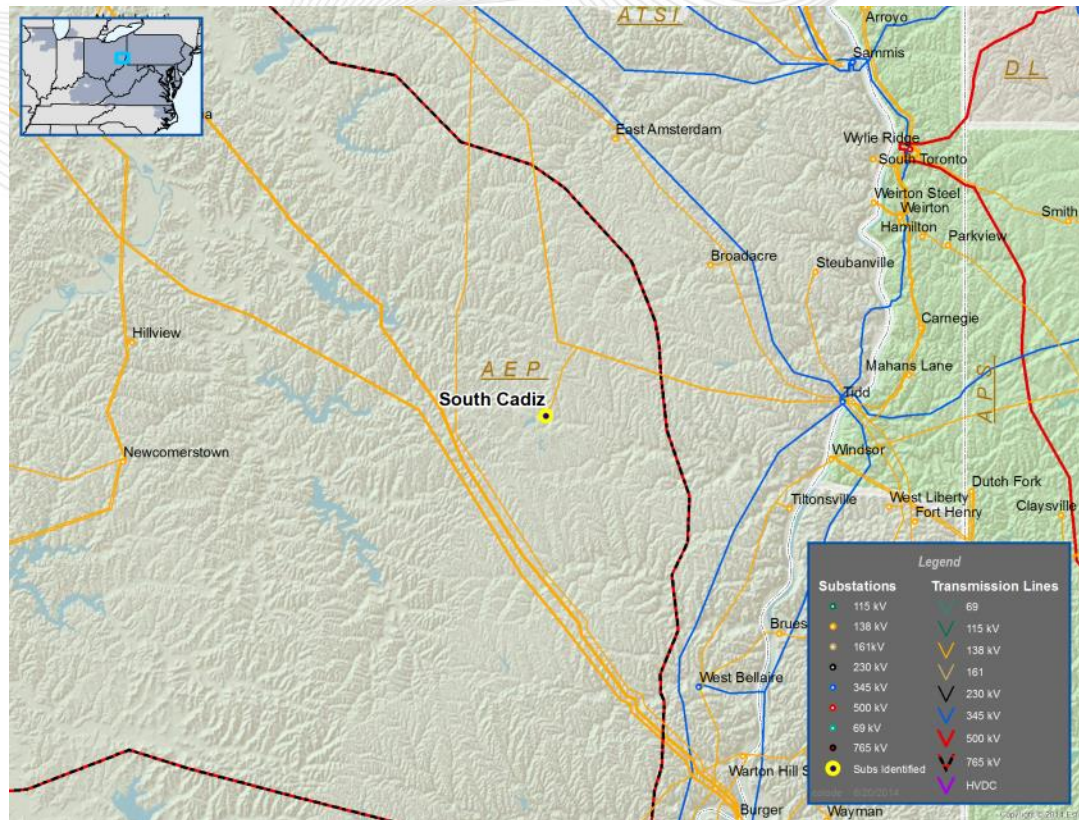 ATSI
Arroyo
Sammis
DL
East Amsterdam
Wylie Ridge
South Toronto
Weirton Steel
Weirton
Hamilton
Smith
Parkview
Broadacre
Steubanville
Carnegie
Hillview
Mahans Lane
AEP
APS
South Cadiz
Tidd
Newcomerstown
Windsor
Dutch Fork
Tiltonsville
West Liberty
Fort Henry
Claysville
West Bellaire
Warton Hill
Burger
Wayman
Legend
Substations
115 kV
138 kV
161kV
230 kV
345 kV
500 kV
69 kV
765 kV
Subs Identified
Transmission Lines
69
115 kV
138 kV
161
230 kV
345 kV
500 kV
765 kV
HVDC